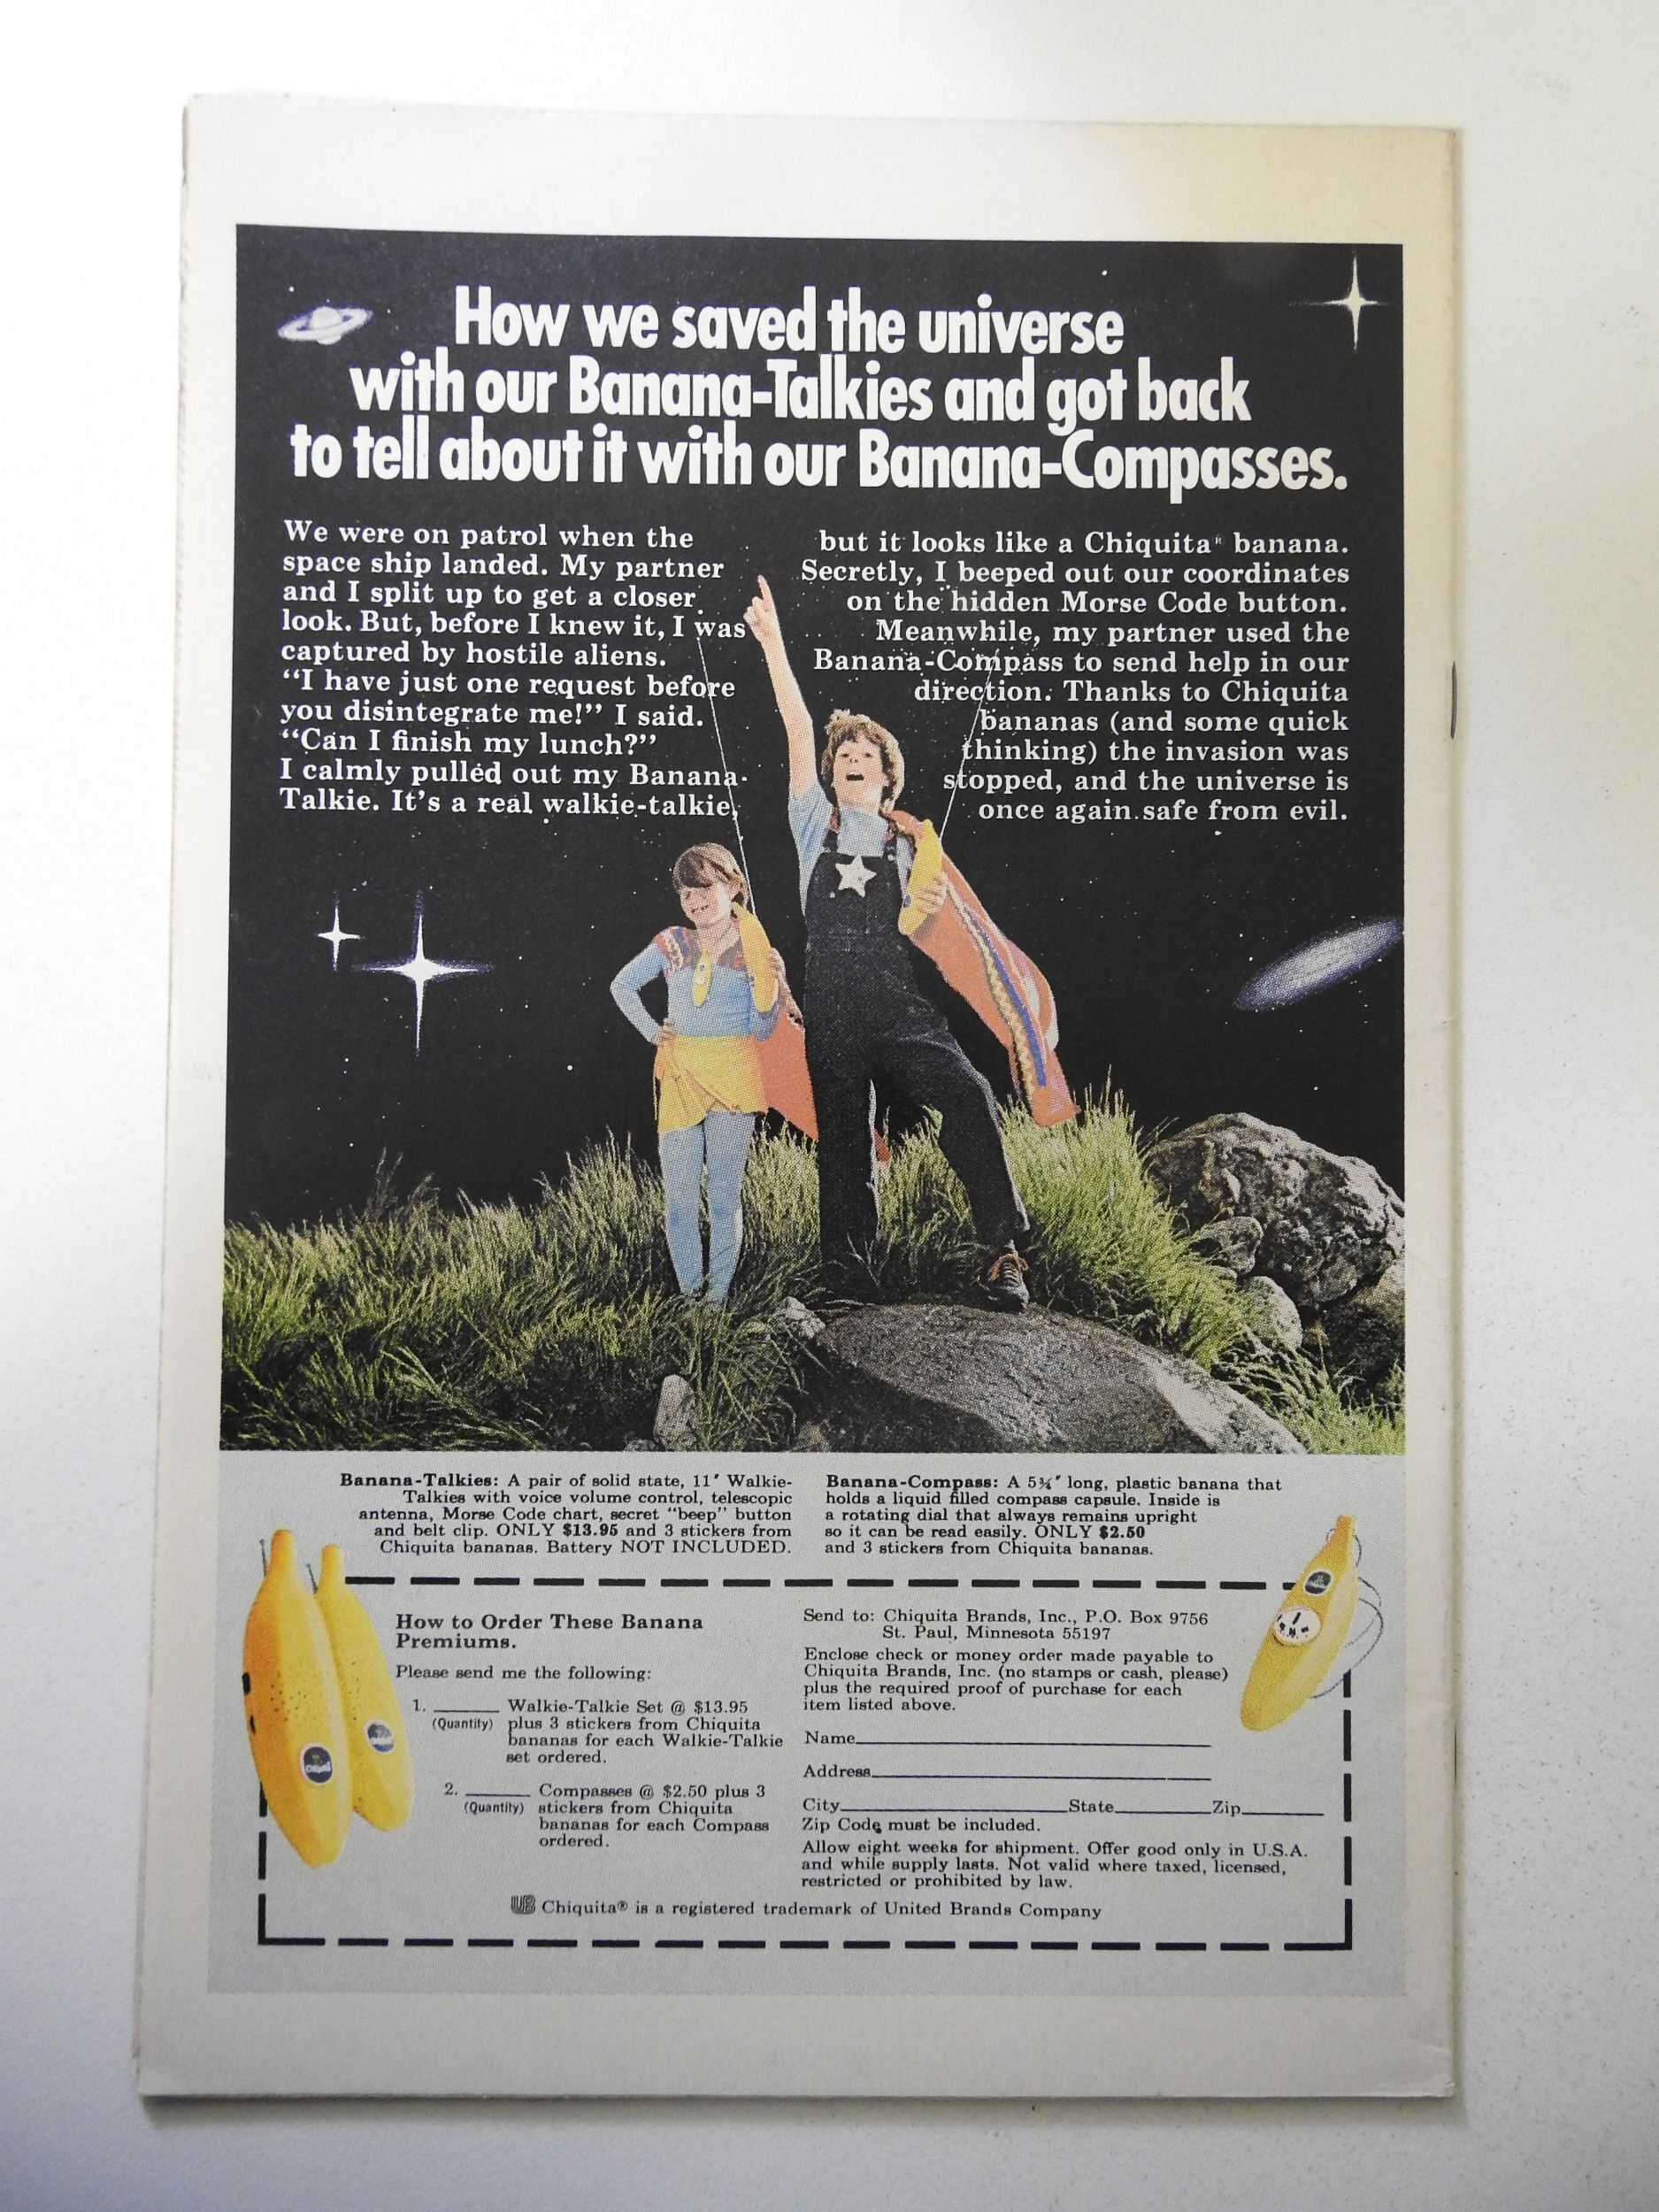 How we saved the universe
with our Banana-Talkies and got back
to tell about it with our Banana-Compasses.
We were on patrol when the
space ship landed. My partner
and I split up to get a closer
look. But, before I knew it, I was
captured by hostile aliens.
“I have just one request before
you disintegrate me!” I said.
“Can I finish my lunch?”
I calmly pulled out my Banana-
Talkie. It's a real walkie-talkie,
but it looks like a Chiquita® banana.
Secretly, I beeped out our coordinates
on the hidden Morse Code button.
Meanwhile, my partner used the
Banana-Compass to send help in our
direction. Thanks to Chiquita
bananas (and some quick
thinking) the invasion was
stopped, and the universe is
once again safe from evil.
Banana-Talkies: A pair of solid state, 11" Walkie-
Talkies with voice volume control, telescopic
antenna, Morse Code chart, secret “beep” button
and belt clip. ONLY $13.95 and 3 stickers from
Chiquita bananas. Battery NOT INCLUDED.
Banana-Compass: A 5¾" long, plastic banana that
holds a liquid filled compass capsule. Inside is
a rotating dial that always remains upright
so it can be read easily. ONLY $2.50
and 3 stickers from Chiquita bananas.
How to Order These Banana
Premiums.
Please send me the following:
1. ______ Walkie-Talkie Set @ $13.95
(Quantity) plus 3 stickers from Chiquita
bananas for each Walkie-Talkie
set ordered.
2. ______ Compasses @ $2.50 plus 3
(Quantity) stickers from Chiquita
bananas for each Compass
ordered.
Send to: Chiquita Brands, Inc., P.O. Box 9756
St. Paul, Minnesota 55197
Enclose check or money order made payable to
Chiquita Brands, Inc. (no stamps or cash, please)
plus the required proof of purchase for each
item listed above.
Name
Address
City State Zip
Zip Code must be included.
Allow eight weeks for shipment. Offer good only in U.S.A.
and while supply lasts. Not valid where taxed, licensed,
restricted or prohibited by law.
UB Chiquita® is a registered trademark of United Brands Company